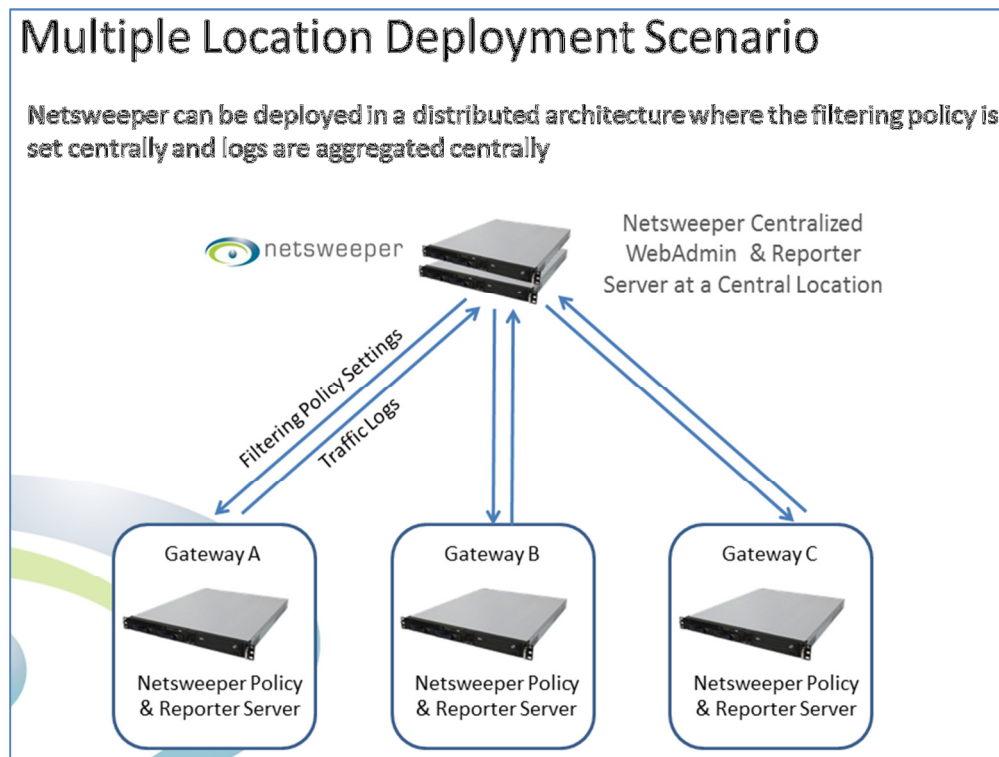 Multiple Location Deployment Scenario
Netsweeper can be deployed in a distributed architecture where the filtering policy is
set centrally and logs are aggregated centrally
netsweeper
Netsweeper Centralized
WebAdmin & Reporter
Server at a Central Location
Filtering Policy Settings
Traffic Logs
Gateway A
Netsweeper Policy
& Reporter Server
Gateway B
Netsweeper Policy
& Reporter Server
Gateway C
Netsweeper Policy
& Reporter Server